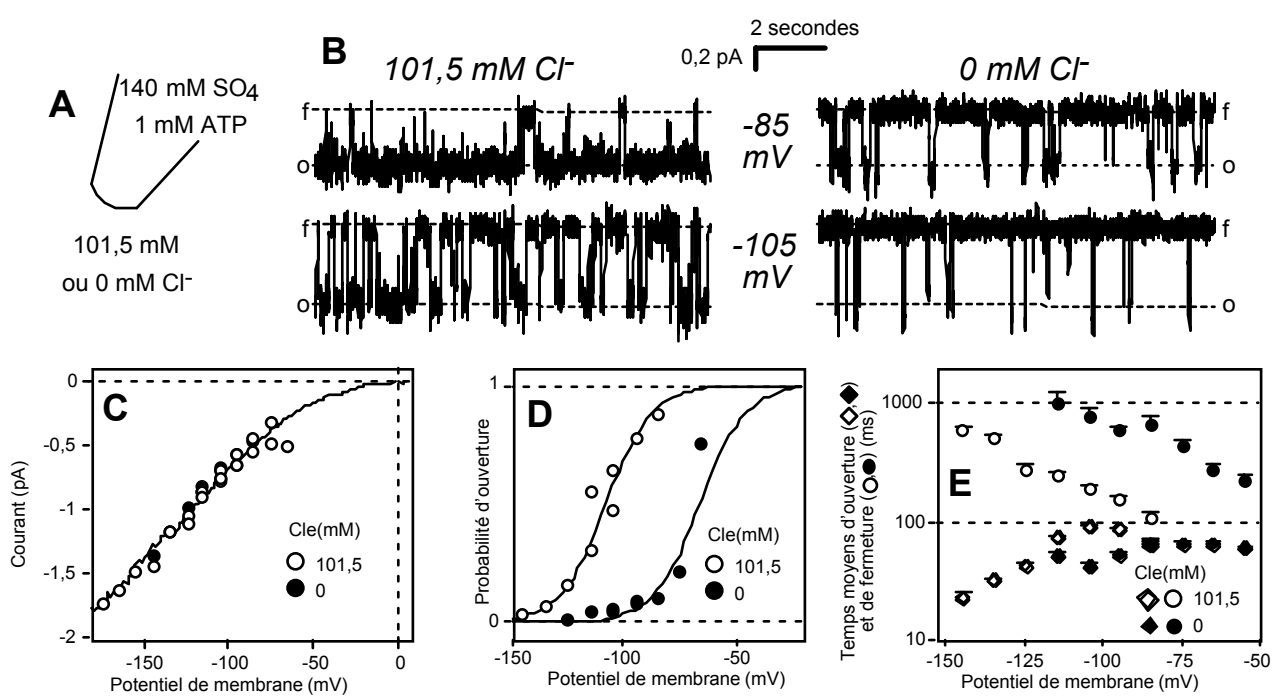 A
140 mM SO4
1 mM ATP
101,5 mM
ou 0 mM Cl-
B
101,5 mM Cl-
2 secondes
0,2 pA
0 mM Cl-
f
o
-85
mV
f
o
f
o
-105
mV
f
o
C
Courant (pA)
0
-0,5
-1
-1,5
-2
Cle(mM)
101,5
0
-150
-100
-50
0
Potentiel de membrane (mV)
D
Probabilité d'ouverture
1
0
Cle(mM)
101,5
0
-150
-100
-50
Potentiel de membrane (mV)
E
Temps moyens d'ouverture (◇,◆)
et de fermeture (○,●) (ms)
1000
100
10
Cle(mM)
101,5
0
-150
-125
-100
-75
-50
Potentiel de membrane (mV)